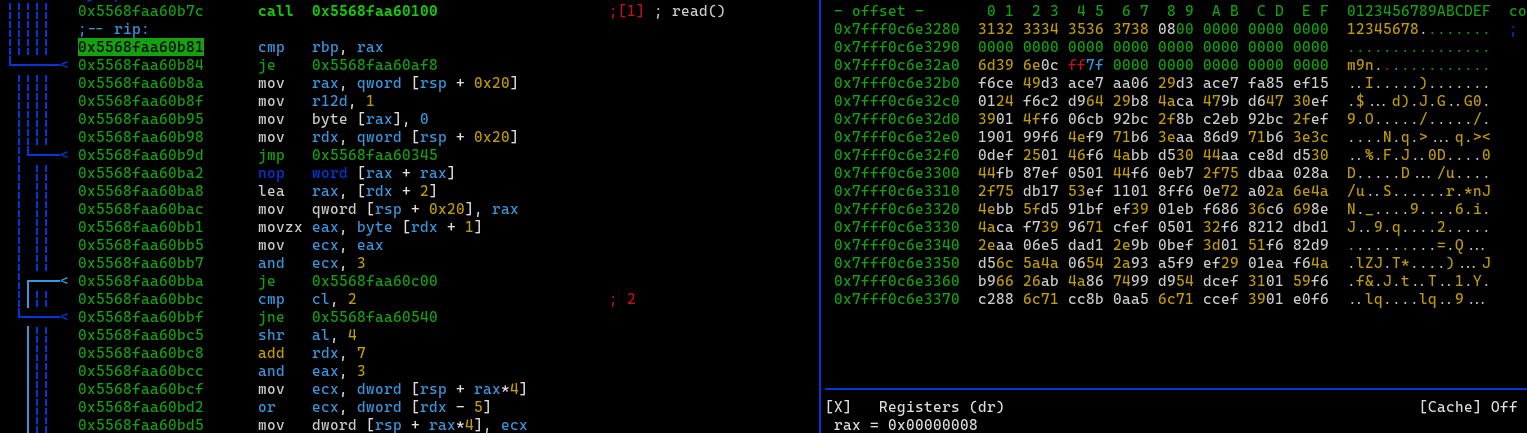 0x5568faa60b7c call 0x5568faa60100 ;[1] ; read()
;-- rip:
0x5568faa60b81 cmp rbp, rax
0x5568faa60b84 je 0x5568faa60af8
0x5568faa60b8a mov rax, qword [rsp + 0x20]
0x5568faa60b8f mov r12d, 1
0x5568faa60b95 mov byte [rax], 0
0x5568faa60b98 mov rdx, qword [rsp + 0x20]
0x5568faa60b9d jmp 0x5568faa60345
0x5568faa60ba2 nop word [rax + rax]
0x5568faa60ba8 lea rax, [rdx + 2]
0x5568faa60bac mov qword [rsp + 0x20], rax
0x5568faa60bb1 movzx eax, byte [rdx + 1]
0x5568faa60bb5 mov ecx, eax
0x5568faa60bb7 and ecx, 3
0x5568faa60bba je 0x5568faa60c00
0x5568faa60bbc cmp cl, 2 ; 2
0x5568faa60bbf jne 0x5568faa60540
0x5568faa60bc5 shr al, 4
0x5568faa60bc8 add rdx, 7
0x5568faa60bcc and eax, 3
0x5568faa60bcf mov ecx, dword [rsp + rax*4]
0x5568faa60bd2 or ecx, dword [rdx - 5]
0x5568faa60bd5 mov dword [rsp + rax*4], ecx
- offset - 0 1 2 3 4 5 6 7 8 9 A B C D E F 0123456789ABCDEF co
0x7fff0c6e3280 3132 3334 3536 3738 0800 0000 0000 0000 12345678........ ;
0x7fff0c6e3290 0000 0000 0000 0000 0000 0000 0000 0000 ................
0x7fff0c6e32a0 6d39 6e0c ff7f 0000 0000 0000 0000 0000 m9n.............
0x7fff0c6e32b0 f6ce 49d3 ace7 aa06 29d3 ace7 fa85 ef15 ..I.....).......
0x7fff0c6e32c0 0124 f6c2 d964 29b8 4aca 479b d647 30ef .$...d).J.G..G0.
0x7fff0c6e32d0 3901 4ff6 06cb 92bc 2f8b c2eb 92bc 2fef 9.O...../...../.
0x7fff0c6e32e0 1901 99f6 4ef9 71b6 3eaa 86d9 71b6 3e3c ....N.q.>...q.><
0x7fff0c6e32f0 0def 2501 46f6 4abb d530 44aa ce8d d530 ..%.F.J..0D....0
0x7fff0c6e3300 44fb 87ef 0501 44f6 0eb7 2f75 dbaa 028a D.....D.../u....
0x7fff0c6e3310 2f75 db17 53ef 1101 8ff6 0e72 a02a 6e4a /u..S......r.*nJ
0x7fff0c6e3320 4ebb 5fd5 91bf ef39 01eb f686 36c6 698e N._....9....6.i.
0x7fff0c6e3330 4aca f739 9671 cfef 0501 32f6 8212 dbd1 J..9.q....2.....
0x7fff0c6e3340 2eaa 06e5 dad1 2e9b 0bef 3d01 51f6 82d9 ..........=.Q...
0x7fff0c6e3350 d56c 5a4a 0654 2a93 a5f9 ef29 01ea f64a .lZJ.T*....)...J
0x7fff0c6e3360 b966 26ab 4a86 7499 d954 dcef 3101 59f6 .f&.J.t..T..1.Y.
0x7fff0c6e3370 c288 6c71 cc8b 0aa5 6c71 ccef 3901 e0f6 ..lq....lq..9...
[X] Registers (dr) [Cache] Off
rax = 0x00000008